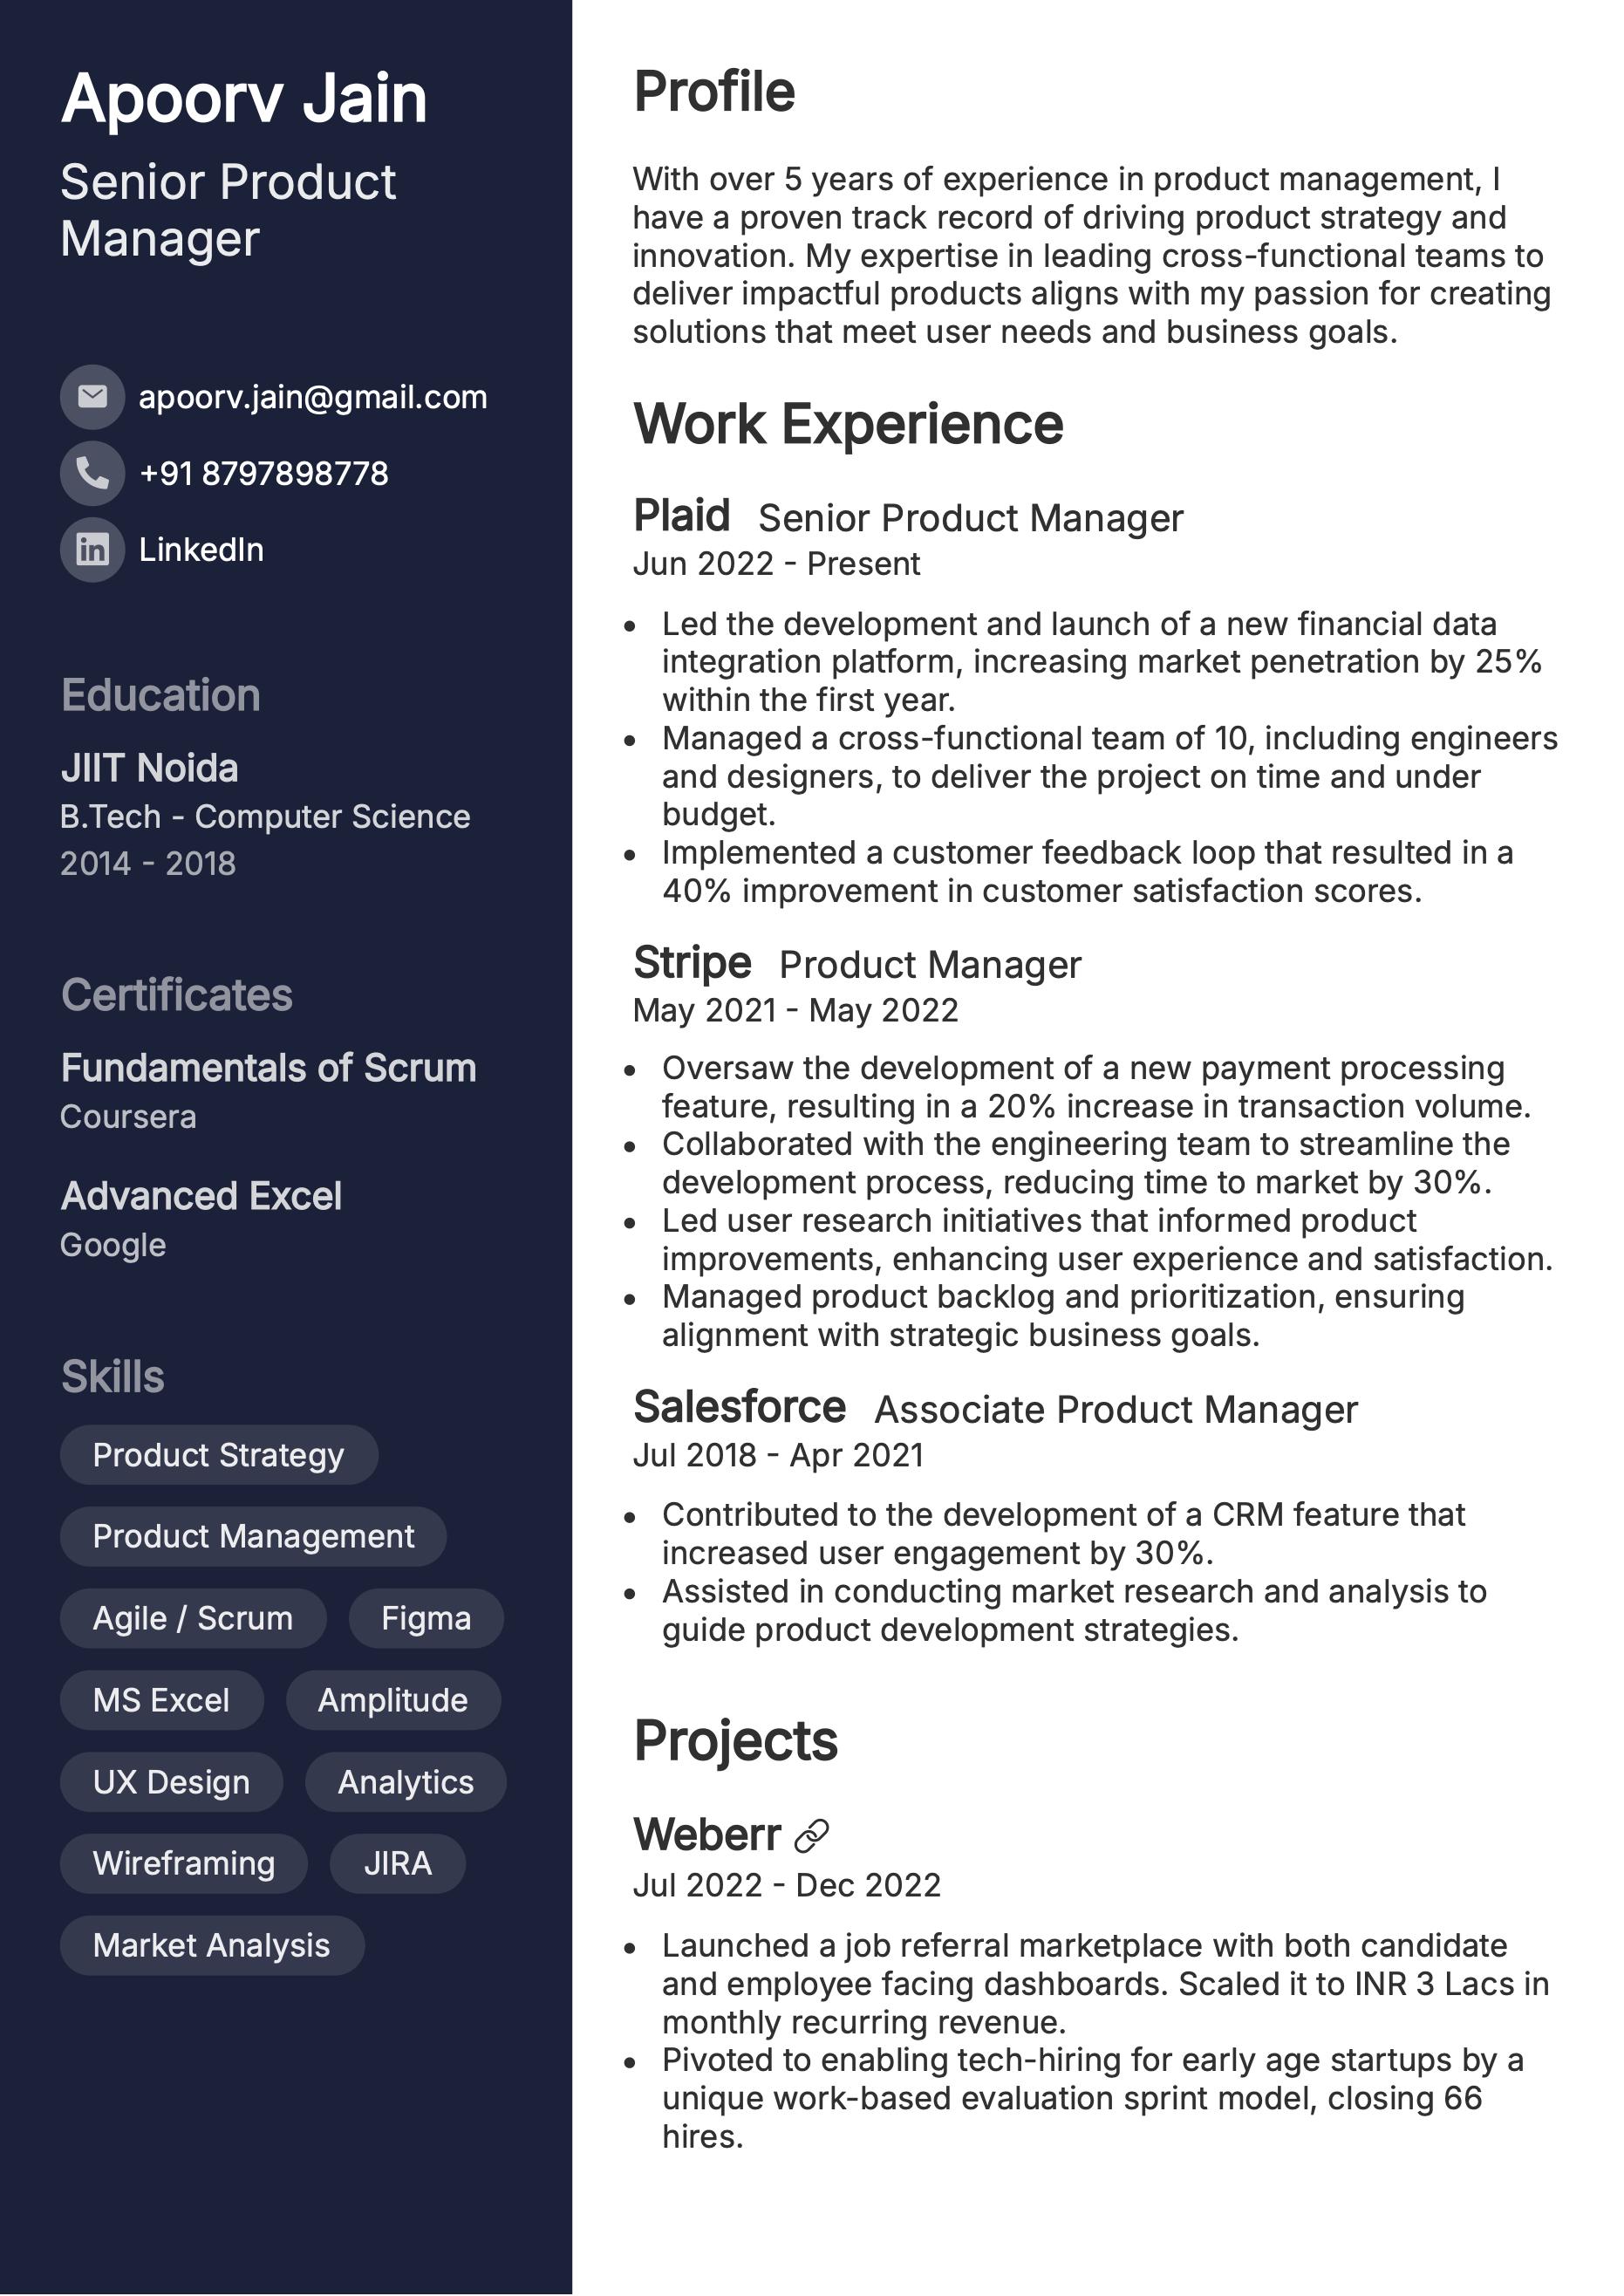 Apoorv Jain
Senior Product
Manager
apoorv.jain@gmail.com
+91 8797898778
LinkedIn
Education
JIIT Noida
B.Tech - Computer Science
2014 - 2018
Certificates
Fundamentals of Scrum
Coursera
Advanced Excel
Google
Skills
Product Strategy
Product Management
Agile / Scrum Figma
MS Excel Amplitude
UX Design Analytics
Wireframing JIRA
Market Analysis
Profile
With over 5 years of experience in product management, I
have a proven track record of driving product strategy and
innovation. My expertise in leading cross-functional teams to
deliver impactful products aligns with my passion for creating
solutions that meet user needs and business goals.
Work Experience
Plaid Senior Product Manager
Jun 2022 - Present
• Led the development and launch of a new financial data
integration platform, increasing market penetration by 25%
within the first year.
• Managed a cross-functional team of 10, including engineers
and designers, to deliver the project on time and under
budget.
• Implemented a customer feedback loop that resulted in a
40% improvement in customer satisfaction scores.
Stripe Product Manager
May 2021 - May 2022
• Oversaw the development of a new payment processing
feature, resulting in a 20% increase in transaction volume.
• Collaborated with the engineering team to streamline the
development process, reducing time to market by 30%.
• Led user research initiatives that informed product
improvements, enhancing user experience and satisfaction.
• Managed product backlog and prioritization, ensuring
alignment with strategic business goals.
Salesforce Associate Product Manager
Jul 2018 - Apr 2021
• Contributed to the development of a CRM feature that
increased user engagement by 30%.
• Assisted in conducting market research and analysis to
guide product development strategies.
Projects
Weberr
Jul 2022 - Dec 2022
• Launched a job referral marketplace with both candidate
and employee facing dashboards. Scaled it to INR 3 Lacs in
monthly recurring revenue.
• Pivoted to enabling tech-hiring for early age startups by a
unique work-based evaluation sprint model, closing 66
hires.